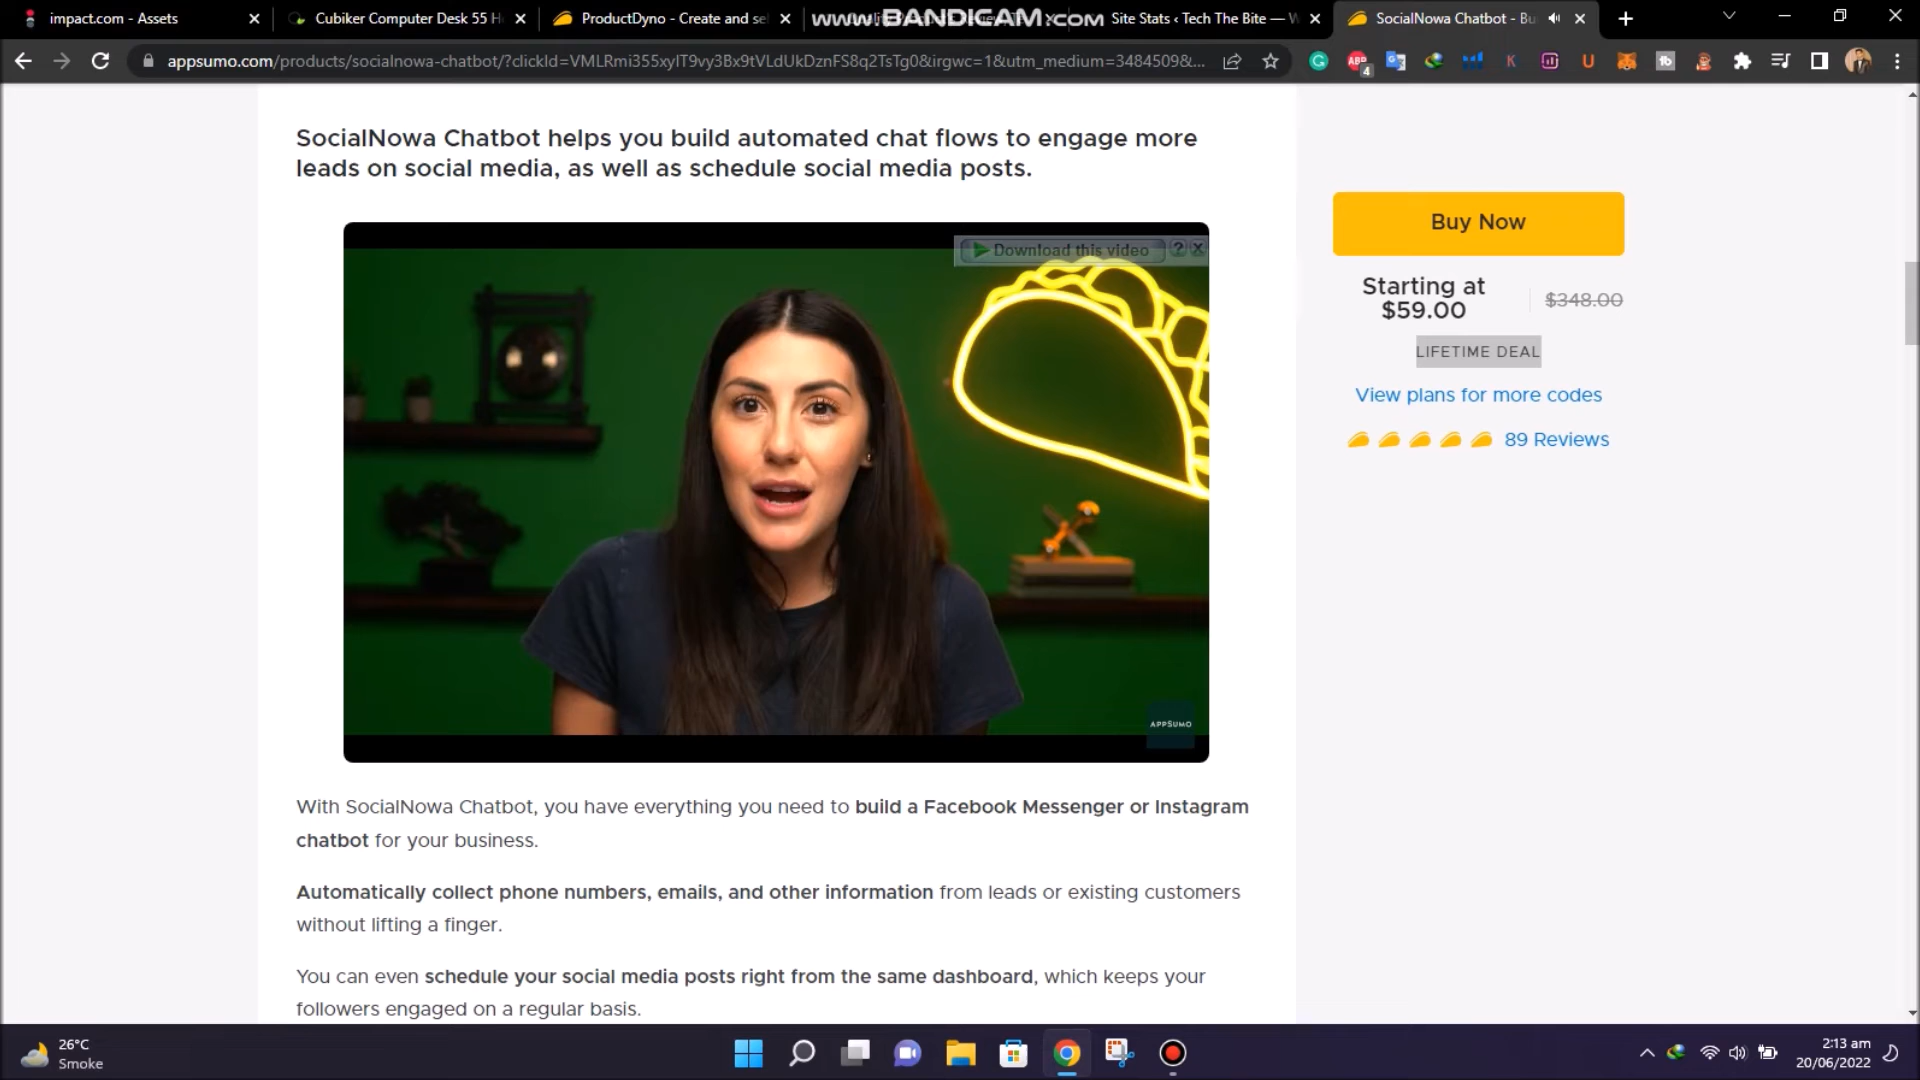 impact.com - Assets
Cubiker Computer Desk 55 H
ProductDyno - Create and se
www.BANDICAM.com
Site Stats ‹ Tech The Bite — W
SocialNowa Chatbot - Bu
appsumo.com/products/socialnowa-chatbot/?clickId=VMLRmi355xyIT9vy3Bx9tVLdUkDznFS8q2TsTg0&irgwc=1&utm_medium=3484509&...
SocialNowa Chatbot helps you build automated chat flows to engage more
leads on social media, as well as schedule social media posts.
Download this video
?
APPSUMO
Buy Now
Starting at
$59.00
$348.00
LIFETIME DEAL
View plans for more codes
89 Reviews
With SocialNowa Chatbot, you have everything you need to build a Facebook Messenger or Instagram
chatbot for your business.
Automatically collect phone numbers, emails, and other information from leads or existing customers
without lifting a finger.
You can even schedule your social media posts right from the same dashboard, which keeps your
followers engaged on a regular basis.
26°C
Smoke
2:13 am
20/06/2022